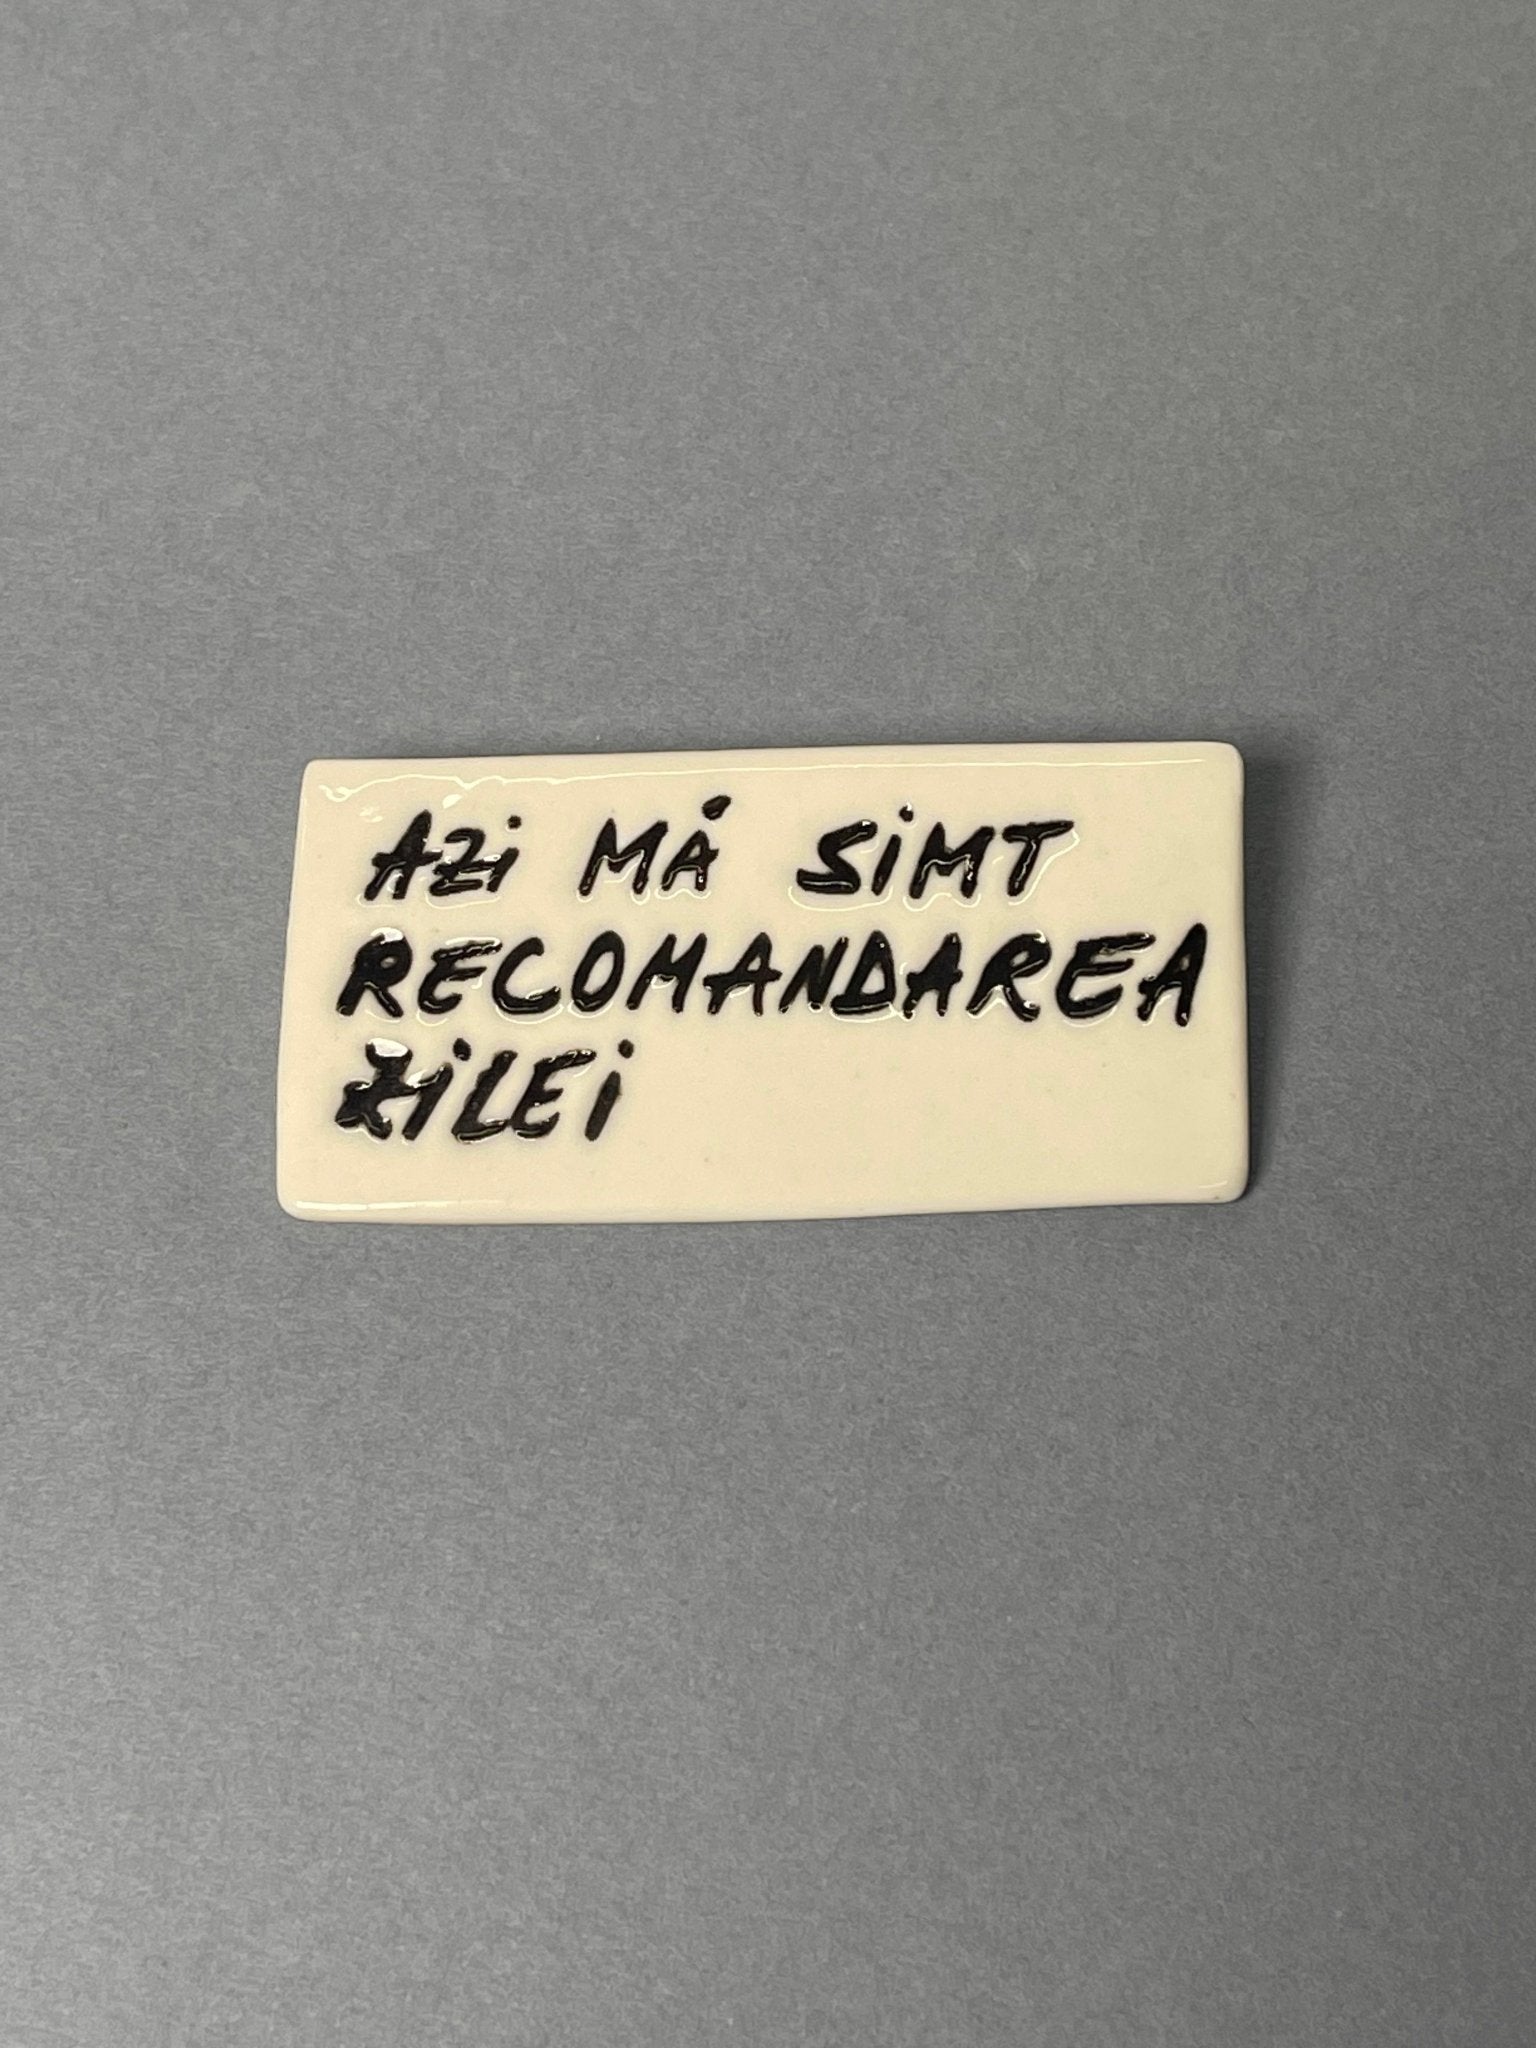 AZi MĂ SiMT
RECOMANDAREA
ZiLEi